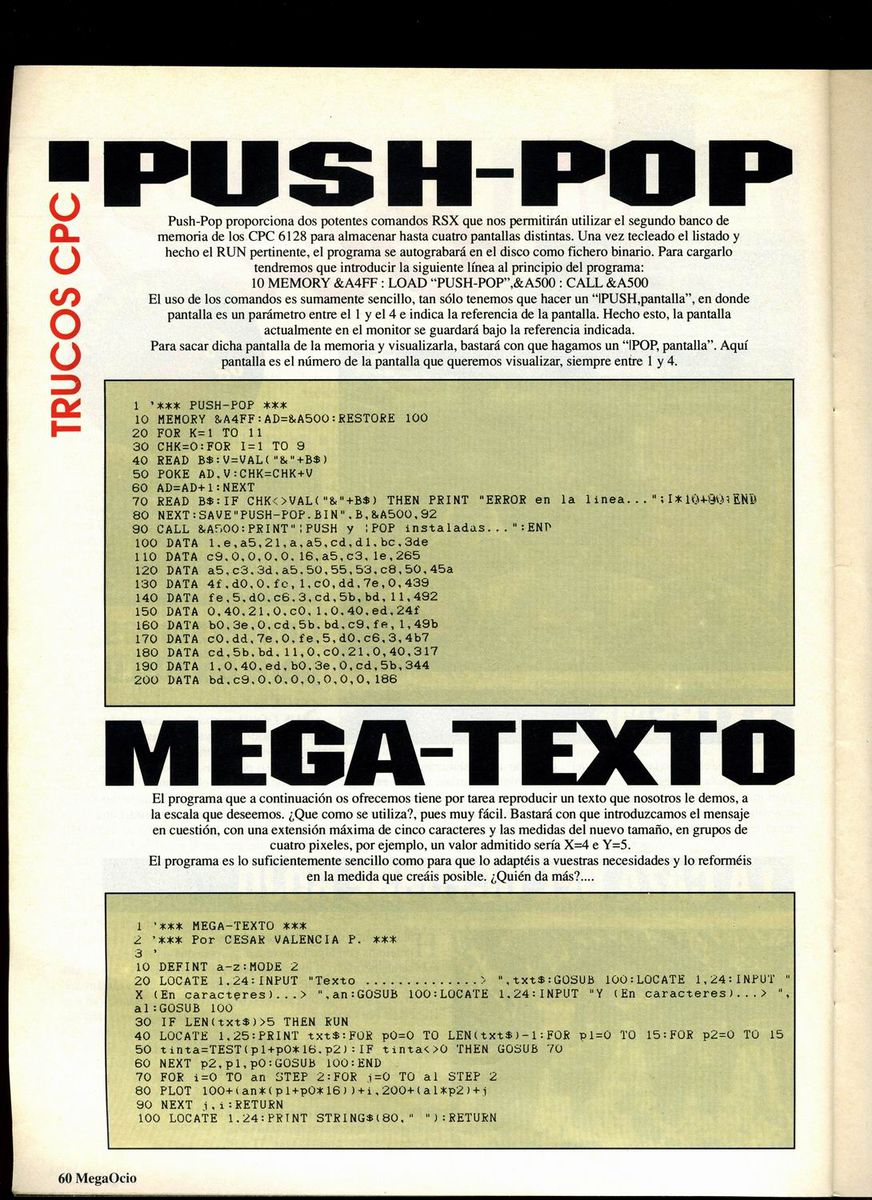 TRUCOS CPC
'PUSH-POP
Push-Pop proporciona dos potentes comandos RSX que nos permitirán utilizar el segundo banco de
memoria de los CPC 6128 para almacenar hasta cuatro pantallas distintas. Una vez tecleado el listado y
hecho el RUN pertinente, el programa se autograbará en el disco como fichero binario. Para cargarlo
tendremos que introducir la siguiente línea al principio del programa:
10 MEMORY &A4FF : LOAD “PUSH-POP”,&A500 : CALL &A500
El uso de los comandos es sumamente sencillo, tan sólo tenemos que hacer un “|PUSH,pantalla”, en donde
pantalla es un parámetro entre el 1 y el 4 e indica la referencia de la pantalla. Hecho esto, la pantalla
actualmente en el monitor se guardará bajo la referencia indicada.
Para sacar dicha pantalla de la memoria y visualizarla, bastará con que hagamos un “|POP, pantalla”. Aquí
pantalla es el número de la pantalla que queremos visualizar, siempre entre 1 y 4.
1 '*** PUSH-POP ***
10 MEMORY &A4FF:AD=&A500:RESTORE 100
20 FOR K=1 TO 11
30 CHK=0:FOR I=1 TO 9
40 READ B$:V=VAL("&"+B$)
50 POKE AD,V:CHK=CHK+V
60 AD=AD+1:NEXT
70 READ B$:IF CHK<>VAL("&"+B$) THEN PRINT "ERROR en la linea...";I*10+90:END
80 NEXT:SAVE"PUSH-POP.BIN",B,&A500,92
90 CALL &A500:PRINT"|PUSH y |POP instaladas...":END
100 DATA 1,e,a5,21,a,a5,cd,d1,bc,3de
110 DATA c9,0,0,0,0,16,a5,c3,1e,265
120 DATA a5,c3,3d,a5,50,55,53,c8,50,45a
130 DATA 4f,d0,0,fe,1,c0,dd,7e,0,439
140 DATA fe,5,d0,c6,3,cd,5b,bd,11,492
150 DATA 0,40,21,0,c0,1,0,40,ed,24f
160 DATA b0,3e,0,cd,5b,bd,c9,fe,1,49b
170 DATA c0,dd,7e,0,fe,5,d0,c6,3,4b7
180 DATA cd,5b,bd,11,0,c0,21,0,40,317
190 DATA 1,0,40,ed,b0,3e,0,cd,5b,344
200 DATA bd,c9,0,0,0,0,0,0,0,186
MEGA-TEXTO
El programa que a continuación os ofrecemos tiene por tarea reproducir un texto que nosotros le demos, a
la escala que deseemos. ¿Que como se utiliza?, pues muy fácil. Bastará con que introduzcamos el mensaje
en cuestión, con una extensión máxima de cinco caracteres y las medidas del nuevo tamaño, en grupos de
cuatro pixeles, por ejemplo, un valor admitido sería X=4 e Y=5.
El programa es lo suficientemente sencillo como para que lo adaptéis a vuestras necesidades y lo reforméis
en la medida que creáis posible. ¿Quién da más?....
1 '*** MEGA-TEXTO ***
2 '*** Por CESAR VALENCIA P. ***
3 '
10 DEFINT a-z:MODE 2
20 LOCATE 1,24:INPUT "Texto ..............> ",txt$:GOSUB 100:LOCATE 1,24:INPUT "
X (En caracteres)...> ",an:GOSUB 100:LOCATE 1,24:INPUT "Y (En caracteres)...> ",
al:GOSUB 100
30 IF LEN(txt$)>5 THEN RUN
40 LOCATE 1,25:PRINT txt$:FOR p0=0 TO LEN(txt$)-1:FOR p1=0 TO 15:FOR p2=0 TO 15
50 tinta=TEST(p1+p0*16,p2):IF tinta<>0 THEN GOSUB 70
60 NEXT p2,p1,p0:GOSUB 100:END
70 FOR i=0 TO an STEP 2:FOR j=0 TO al STEP 2
80 PLOT 100+(an*(p1+p0*16))+i,200+(al*p2)+j
90 NEXT j,i:RETURN
100 LOCATE 1,24:PRINT STRING$(80," "):RETURN
60 MegaOcio